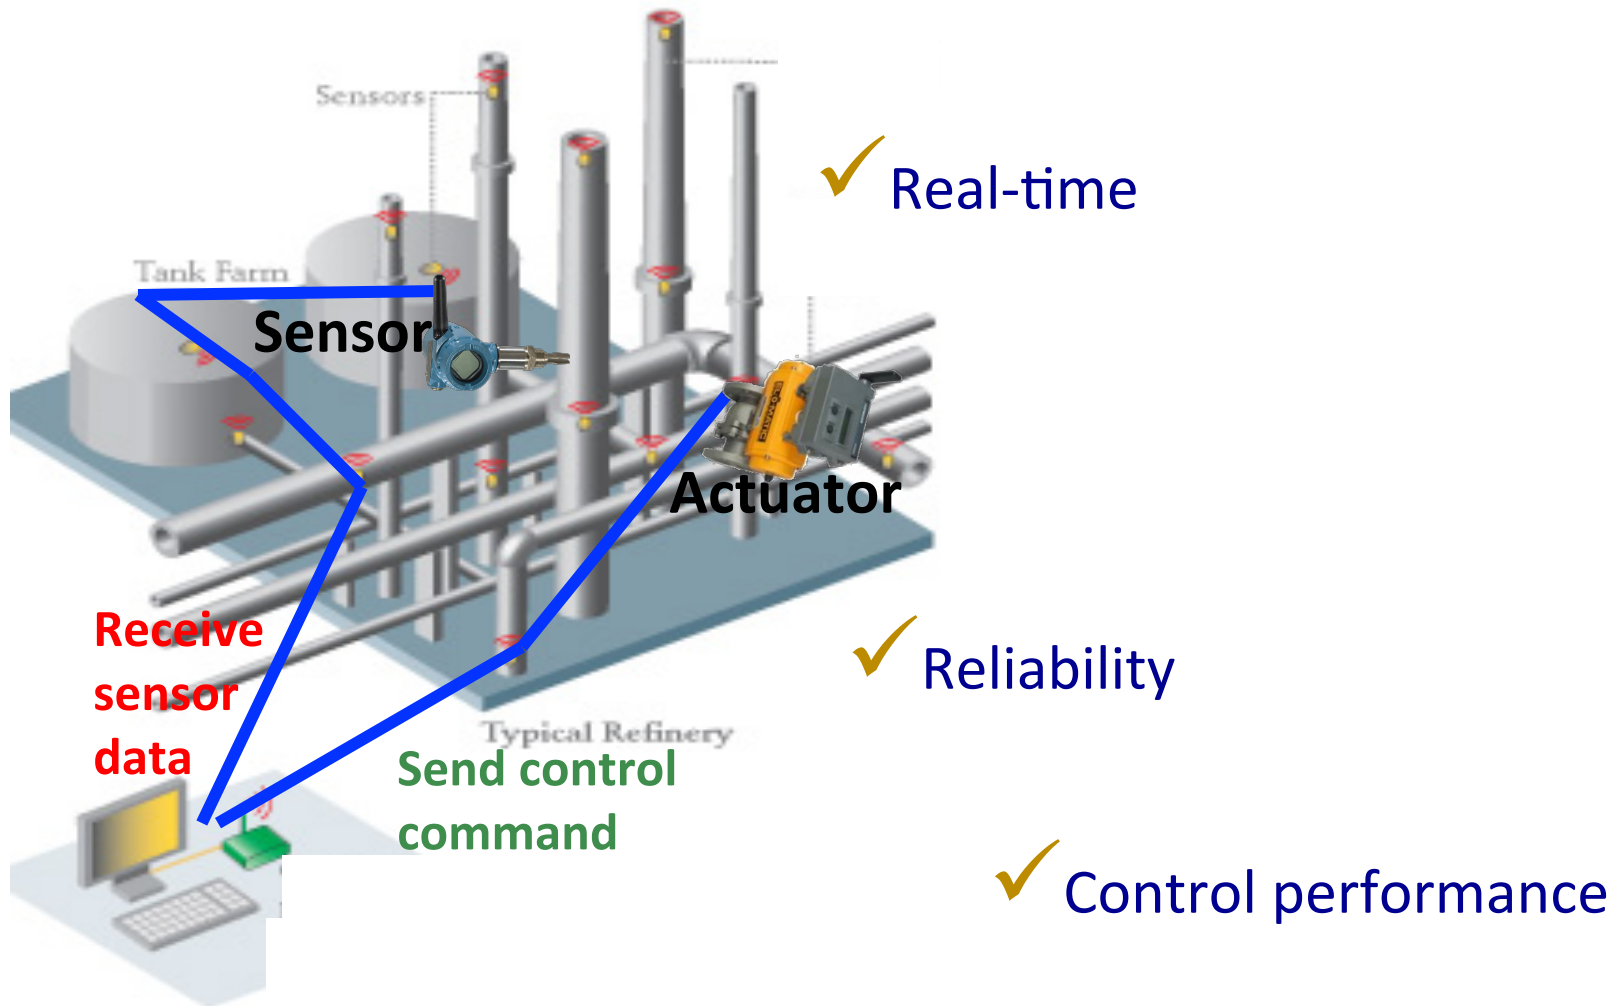 Sensors
Real-time
Tank Farm
Sensor
Actuator
Receive
sensor
data
Reliability
Typical Refinery
Send control
command
Control performance